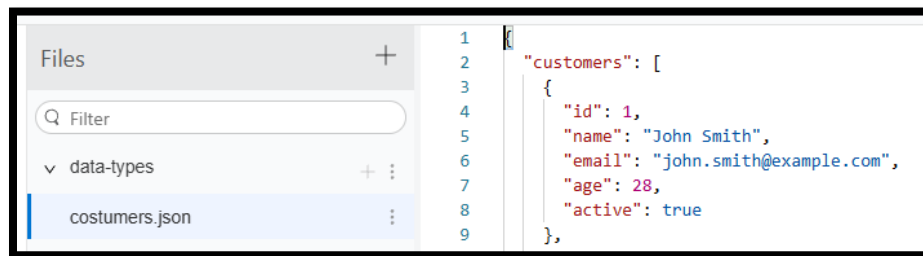 Files
Filter
data-types
costumers.json
1 {
2 "customers": [
3 {
4 "id": 1,
5 "name": "John Smith",
6 "email": "john.smith@example.com",
7 "age": 28,
8 "active": true
9 },